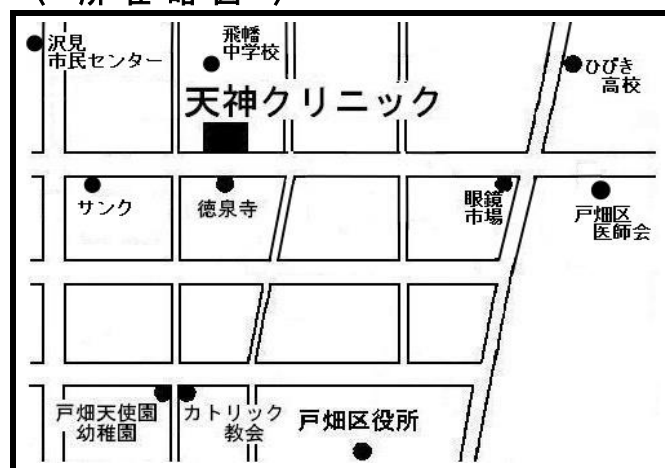 ( 所 在 略 図 )
沢見
市民センター
飛幡
中学校
ひびき
高校
天神クリニック
サンク
徳泉寺
眼鏡
市場
戸畑区
医師会
戸畑天使園
幼稚園
カトリック
教会
戸畑区役所